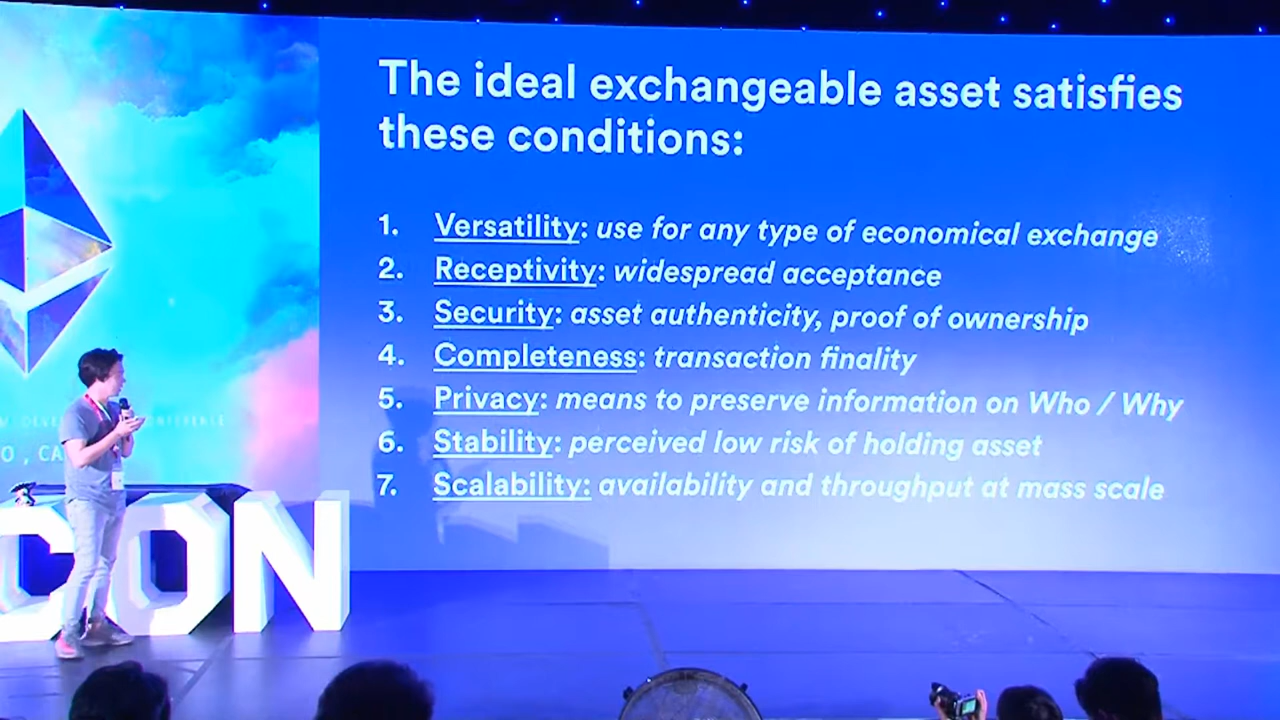 The ideal exchangeable asset satisfies
these conditions:
1. Versatility: use for any type of economical exchange
2. Receptivity: widespread acceptance
3. Security: asset authenticity, proof of ownership
4. Completeness: transaction finality
5. Privacy: means to preserve information on Who / Why
6. Stability: perceived low risk of holding asset
7. Scalability: availability and throughput at mass scale
CONFERENCE
CON